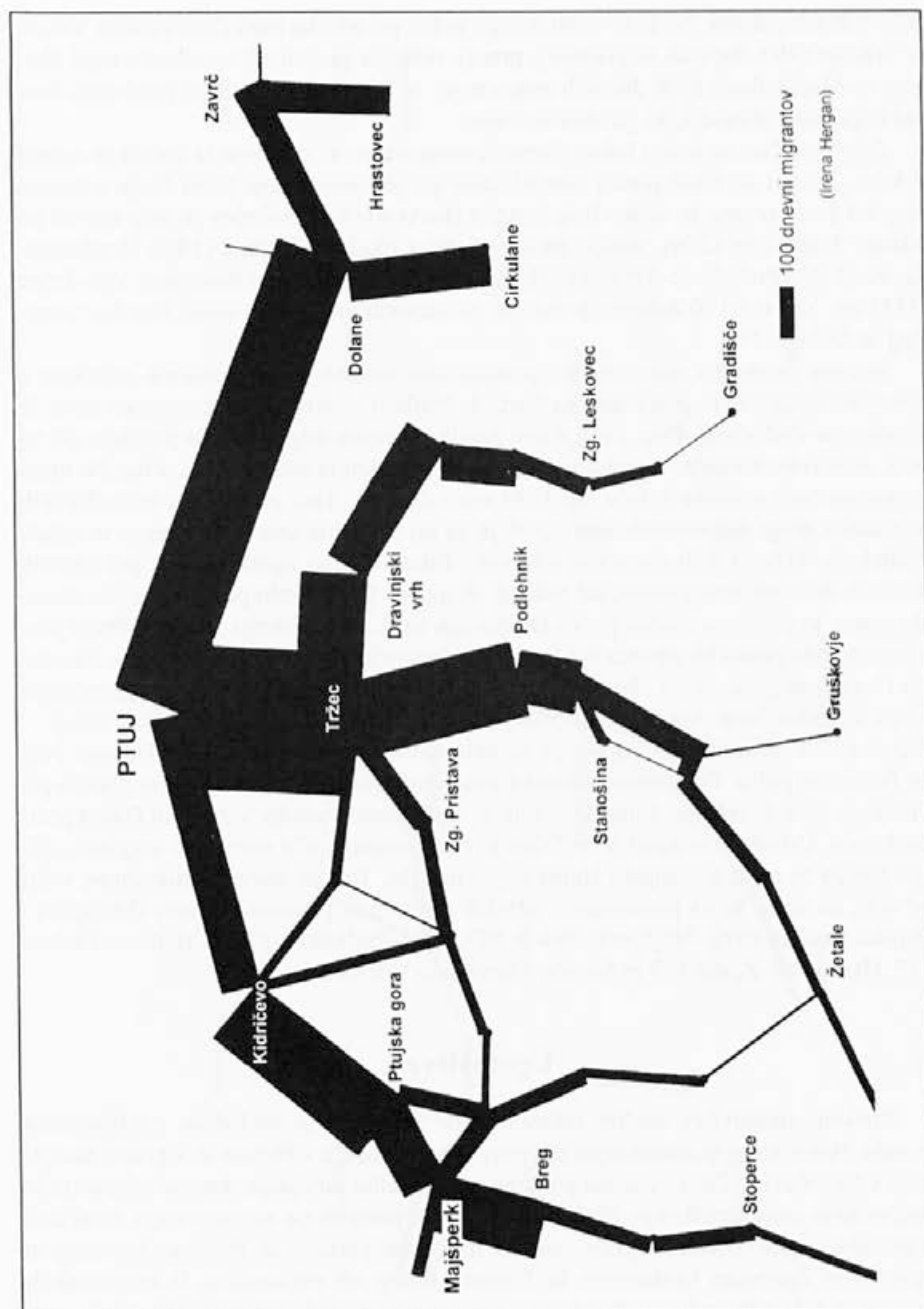 PTUJ
Zavrč
Hrastovec
Dolane
Cirkulane
Tržec
Dravinjski
vrh
Podlehnik
Zg. Leskovec
Gradišče
Kidričevo
Zg. Pristava
Ptujska gora
Stanošina
Gruškovje
Majšperk
Breg
Stoperce
Žetale
100 dnevni migrantov
(Irena Hergan)